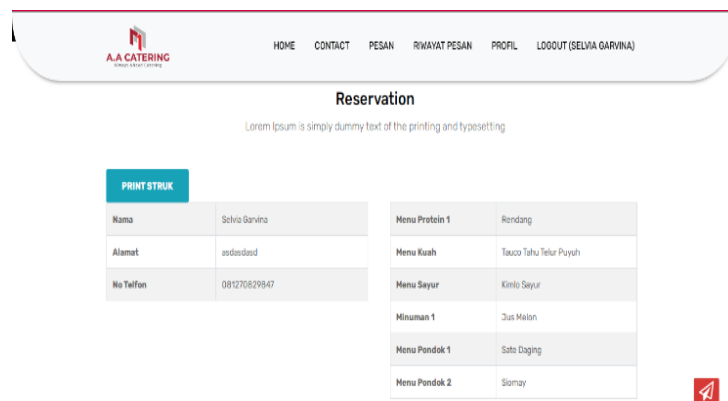 A.A CATERING
HOME CONTACT PESAN RIWAYAT PESAN PROFIL LOGOUT (SELVIA GARVINA)
Reservation
Lorem Ipsum is simply dummy text of the printing and typesetting
PRINT STRUK
Nama Selvia Garvina
Alamat asdasdasd
No Telfon 081270829847
Menu Protein 1 Rendang
Menu Kuah Tauco Tahu Telur Puyuh
Menu Sayur Kimlo Sayur
Minuman 1 Jus Melon
Menu Pondok 1 Sate Daging
Menu Pondok 2 Siomay